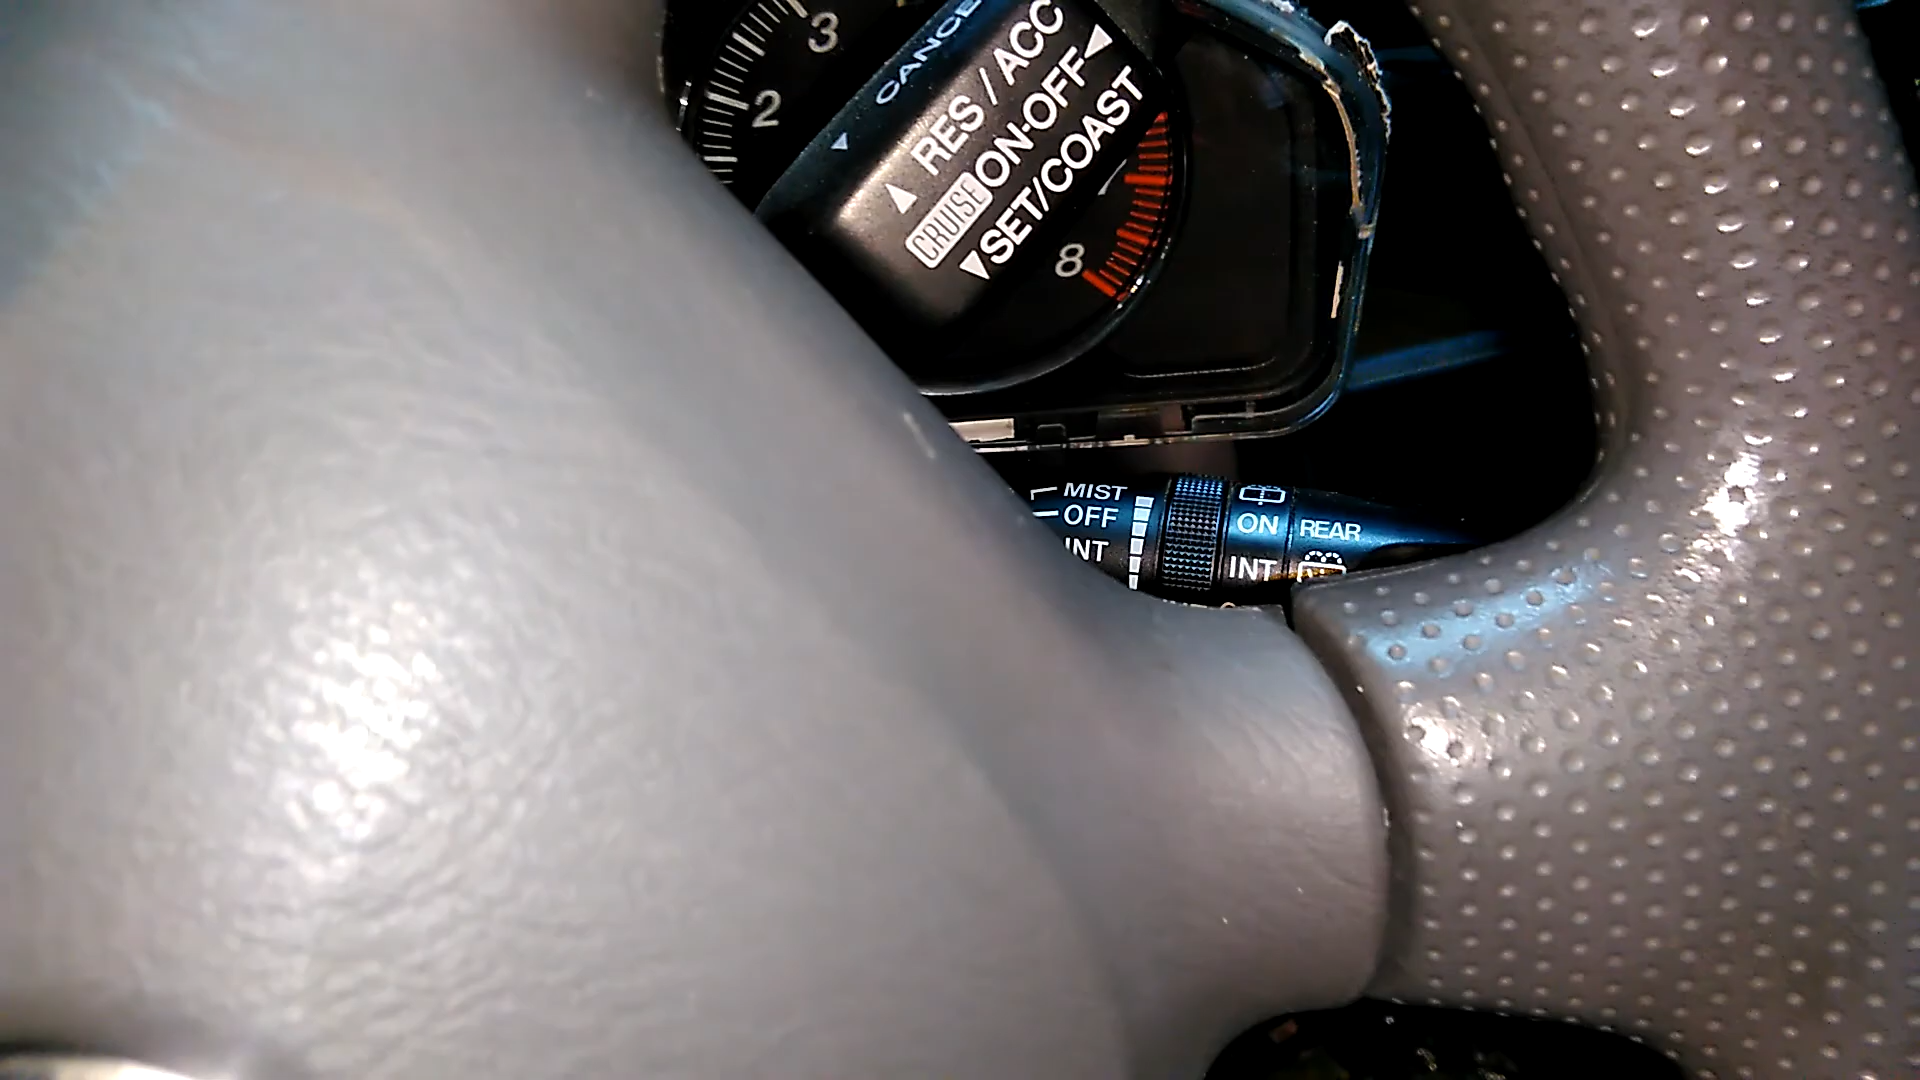 3
2
CANCE
RES / ACC
CRUISE ON·OFF
SET/COAST
8
MIST
OFF
ON
REAR
INT
INT